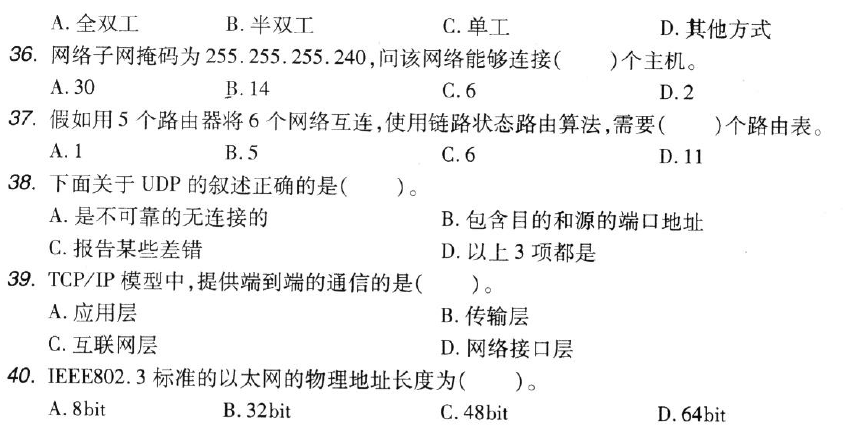 A. 全双工 B. 半双工 C. 单工 D. 其他方式
36. 网络子网掩码为 255.255.255.240,问该网络能够连接( )个主机。
A. 30 B. 14 C. 6 D. 2
37. 假如用 5 个路由器将 6 个网络互连,使用链路状态路由算法,需要( )个路由表。
A. 1 B. 5 C. 6 D. 11
38. 下面关于 UDP 的叙述正确的是( )。
A. 是不可靠的无连接的 B. 包含目的和源的端口地址
C. 报告某些差错 D. 以上 3 项都是
39. TCP/IP 模型中,提供端到端的通信的是( )。
A. 应用层 B. 传输层
C. 互联网层 D. 网络接口层
40. IEEE802.3 标准的以太网的物理地址长度为( )。
A. 8bit B. 32bit C. 48bit D. 64bit